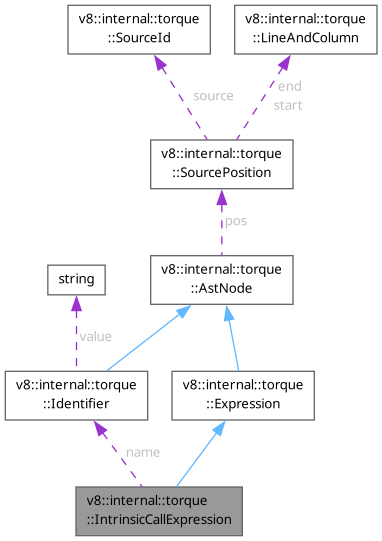 v8::internal::torque
::SourceId
v8::internal::torque
::LineAndColumn
source
end
start
v8::internal::torque
::SourcePosition
pos
v8::internal::torque
::AstNode
string
value
v8::internal::torque
::Identifier
v8::internal::torque
::Expression
name
v8::internal::torque
::IntrinsicCallExpression